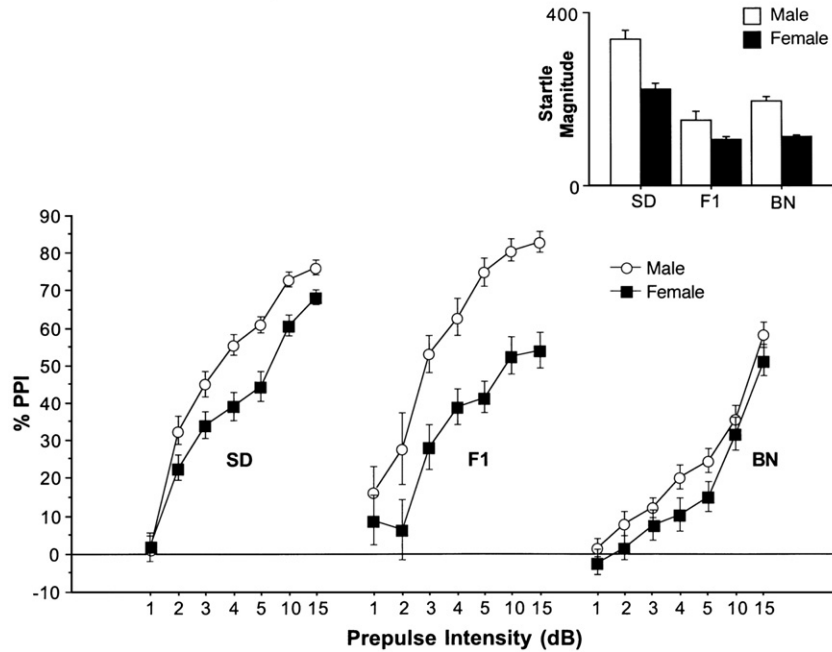 400
Male
Female
Startle
Magnitude
0
SD
F1
BN
90
80
70
60
50
40
30
20
10
0
-10
% PPI
Male
Female
SD
F1
BN
1 2 3 4 5 10 15
1 2 3 4 5 10 15
1 2 3 4 5 10 15
Prepulse Intensity (dB)